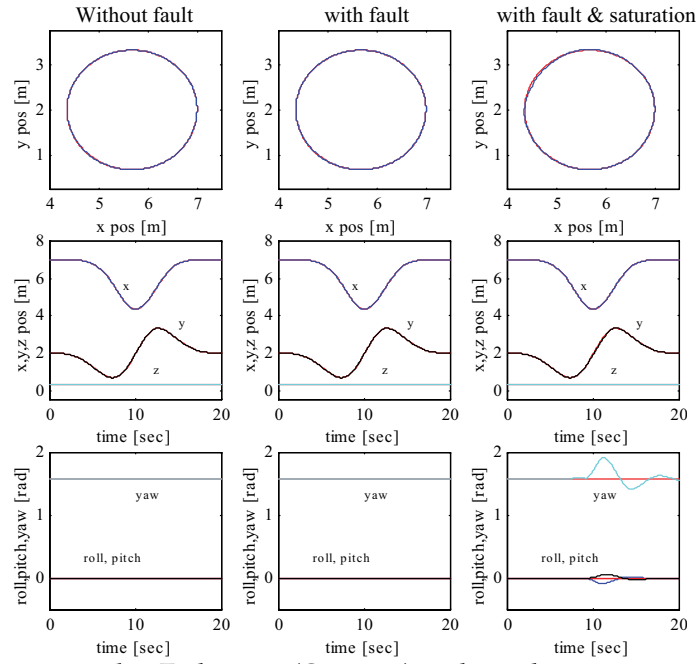 Without fault
with fault
with fault & saturation
y pos [m]
3
2
1
4 5 6 7
x pos [m]
y pos [m]
3
2
1
4 5 6 7
x pos [m]
y pos [m]
3
2
1
4 5 6 7
x pos [m]
x,y,z pos [m]
8
6
4
2
0
x
y
z
0 10 20
time [sec]
x,y,z pos [m]
8
6
4
2
0
x
y
z
0 10 20
time [sec]
x,y,z pos [m]
8
6
4
2
0
x
y
z
0 10 20
time [sec]
roll,pitch,yaw [rad]
2
1
0
yaw
roll, pitch
0 10 20
time [sec]
roll,pitch,yaw [rad]
2
1
0
yaw
roll, pitch
0 10 20
time [sec]
roll,pitch,yaw [rad]
2
1
0
yaw
roll, pitch
0 10 20
time [sec]